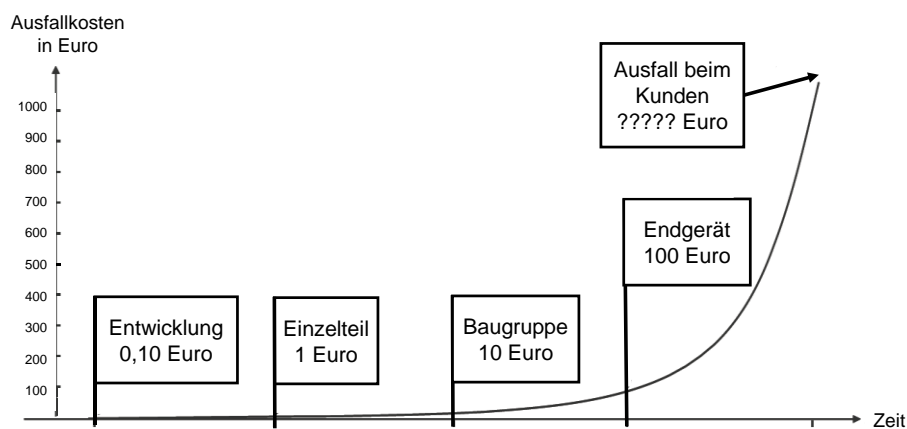 Ausfallkosten
in Euro
1000
900
800
700
600
500
400
300
200
100
Ausfall beim
Kunden
????? Euro
Endgerät
100 Euro
Entwicklung
0,10 Euro
Einzelteil
1 Euro
Baugruppe
10 Euro
Zeit